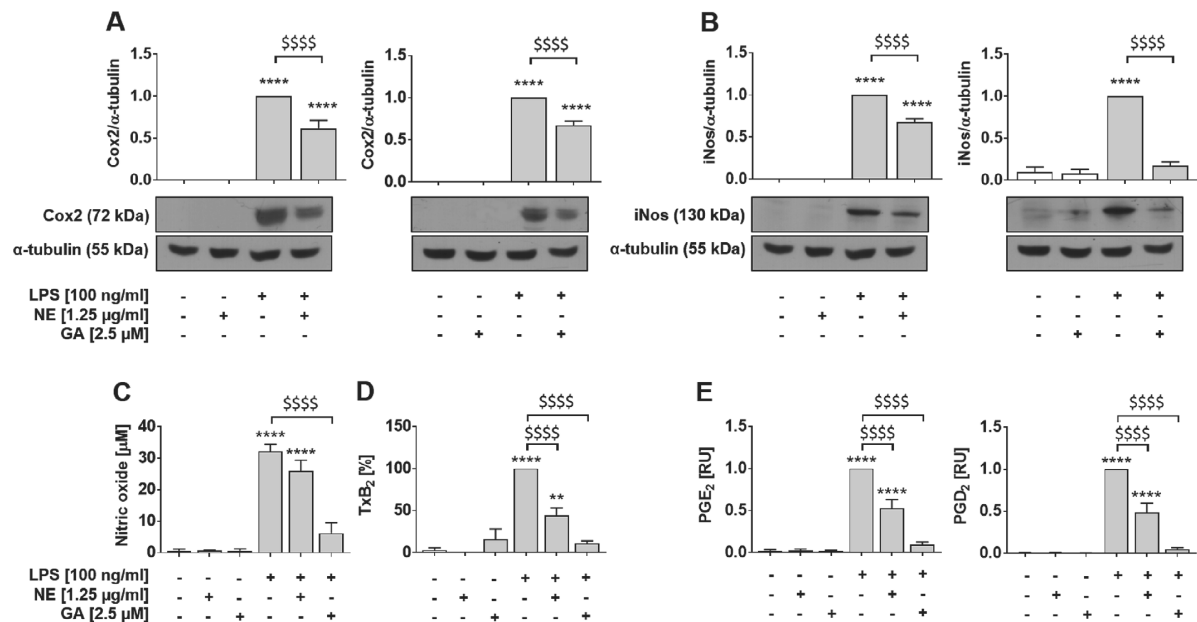 A B
$$$$ $$$$ $$$$ $$$$
1.5 1.5 1.5 1.5
**** **** **** ****
1.0 1.0 1.0 1.0
**** **** ****
0.5 0.5 0.5 0.5
0.0 0.0 0.0 0.0
Cox2/α-tubulin Cox2/α-tubulin iNos/α-tubulin iNos/α-tubulin
Cox2 (72 kDa) iNos (130 kDa)
α-tubulin (55 kDa) α-tubulin (55 kDa)
LPS [100 ng/ml] - - + + - - + + - - + + - - + +
NE [1.25 µg/ml] - + - + - - - - - + - + - - - -
GA [2.5 µM] - - - - - + - + - - - - - + - +
C D E
$$$$ $$$$ $$$$ $$$$
40 150 1.5 1.5
$$$$ $$$$ $$$$
**** **** **** **** ****
30 100 1.0 1.0
** **** ****
20 50 0.5 0.5
10
0 0 0.0 0.0
Nitric oxide [µM] TxB2 [%] PGE2 [RU] PGD2 [RU]
LPS [100 ng/ml] - - - + + + - - - + + + - - - + + + - - - + + +
NE [1.25 µg/ml] - + - - + - - + - - + - - + - - + - - + - - + -
GA [2.5 µM] - - + - - + - - + - - + - - + - - + - - + - - +